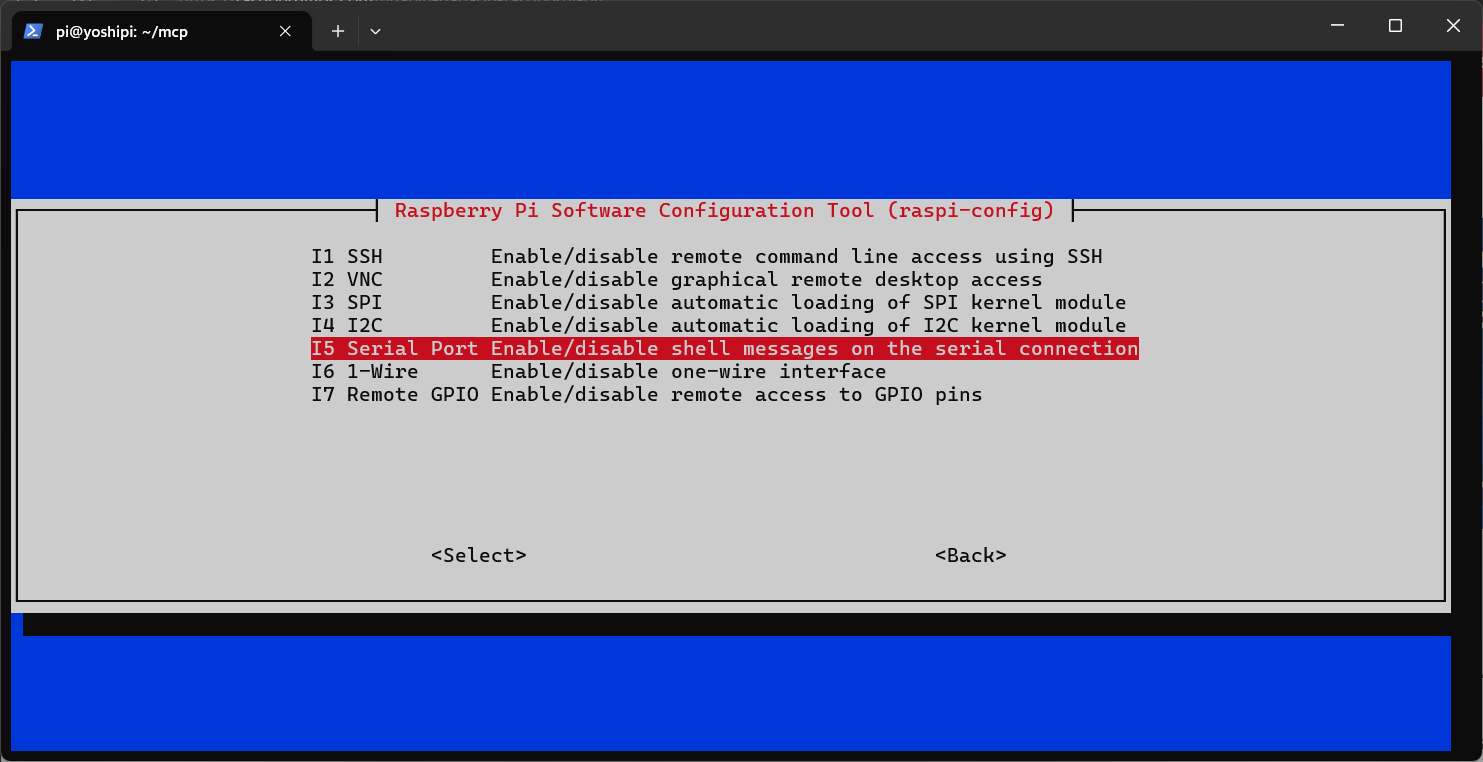 pi@yoshipi: ~/mcp
Raspberry Pi Software Configuration Tool (raspi-config)
I1 SSH Enable/disable remote command line access using SSH
I2 VNC Enable/disable graphical remote desktop access
I3 SPI Enable/disable automatic loading of SPI kernel module
I4 I2C Enable/disable automatic loading of I2C kernel module
I5 Serial Port Enable/disable shell messages on the serial connection
I6 1-Wire Enable/disable one-wire interface
I7 Remote GPIO Enable/disable remote access to GPIO pins
<Select> <Back>